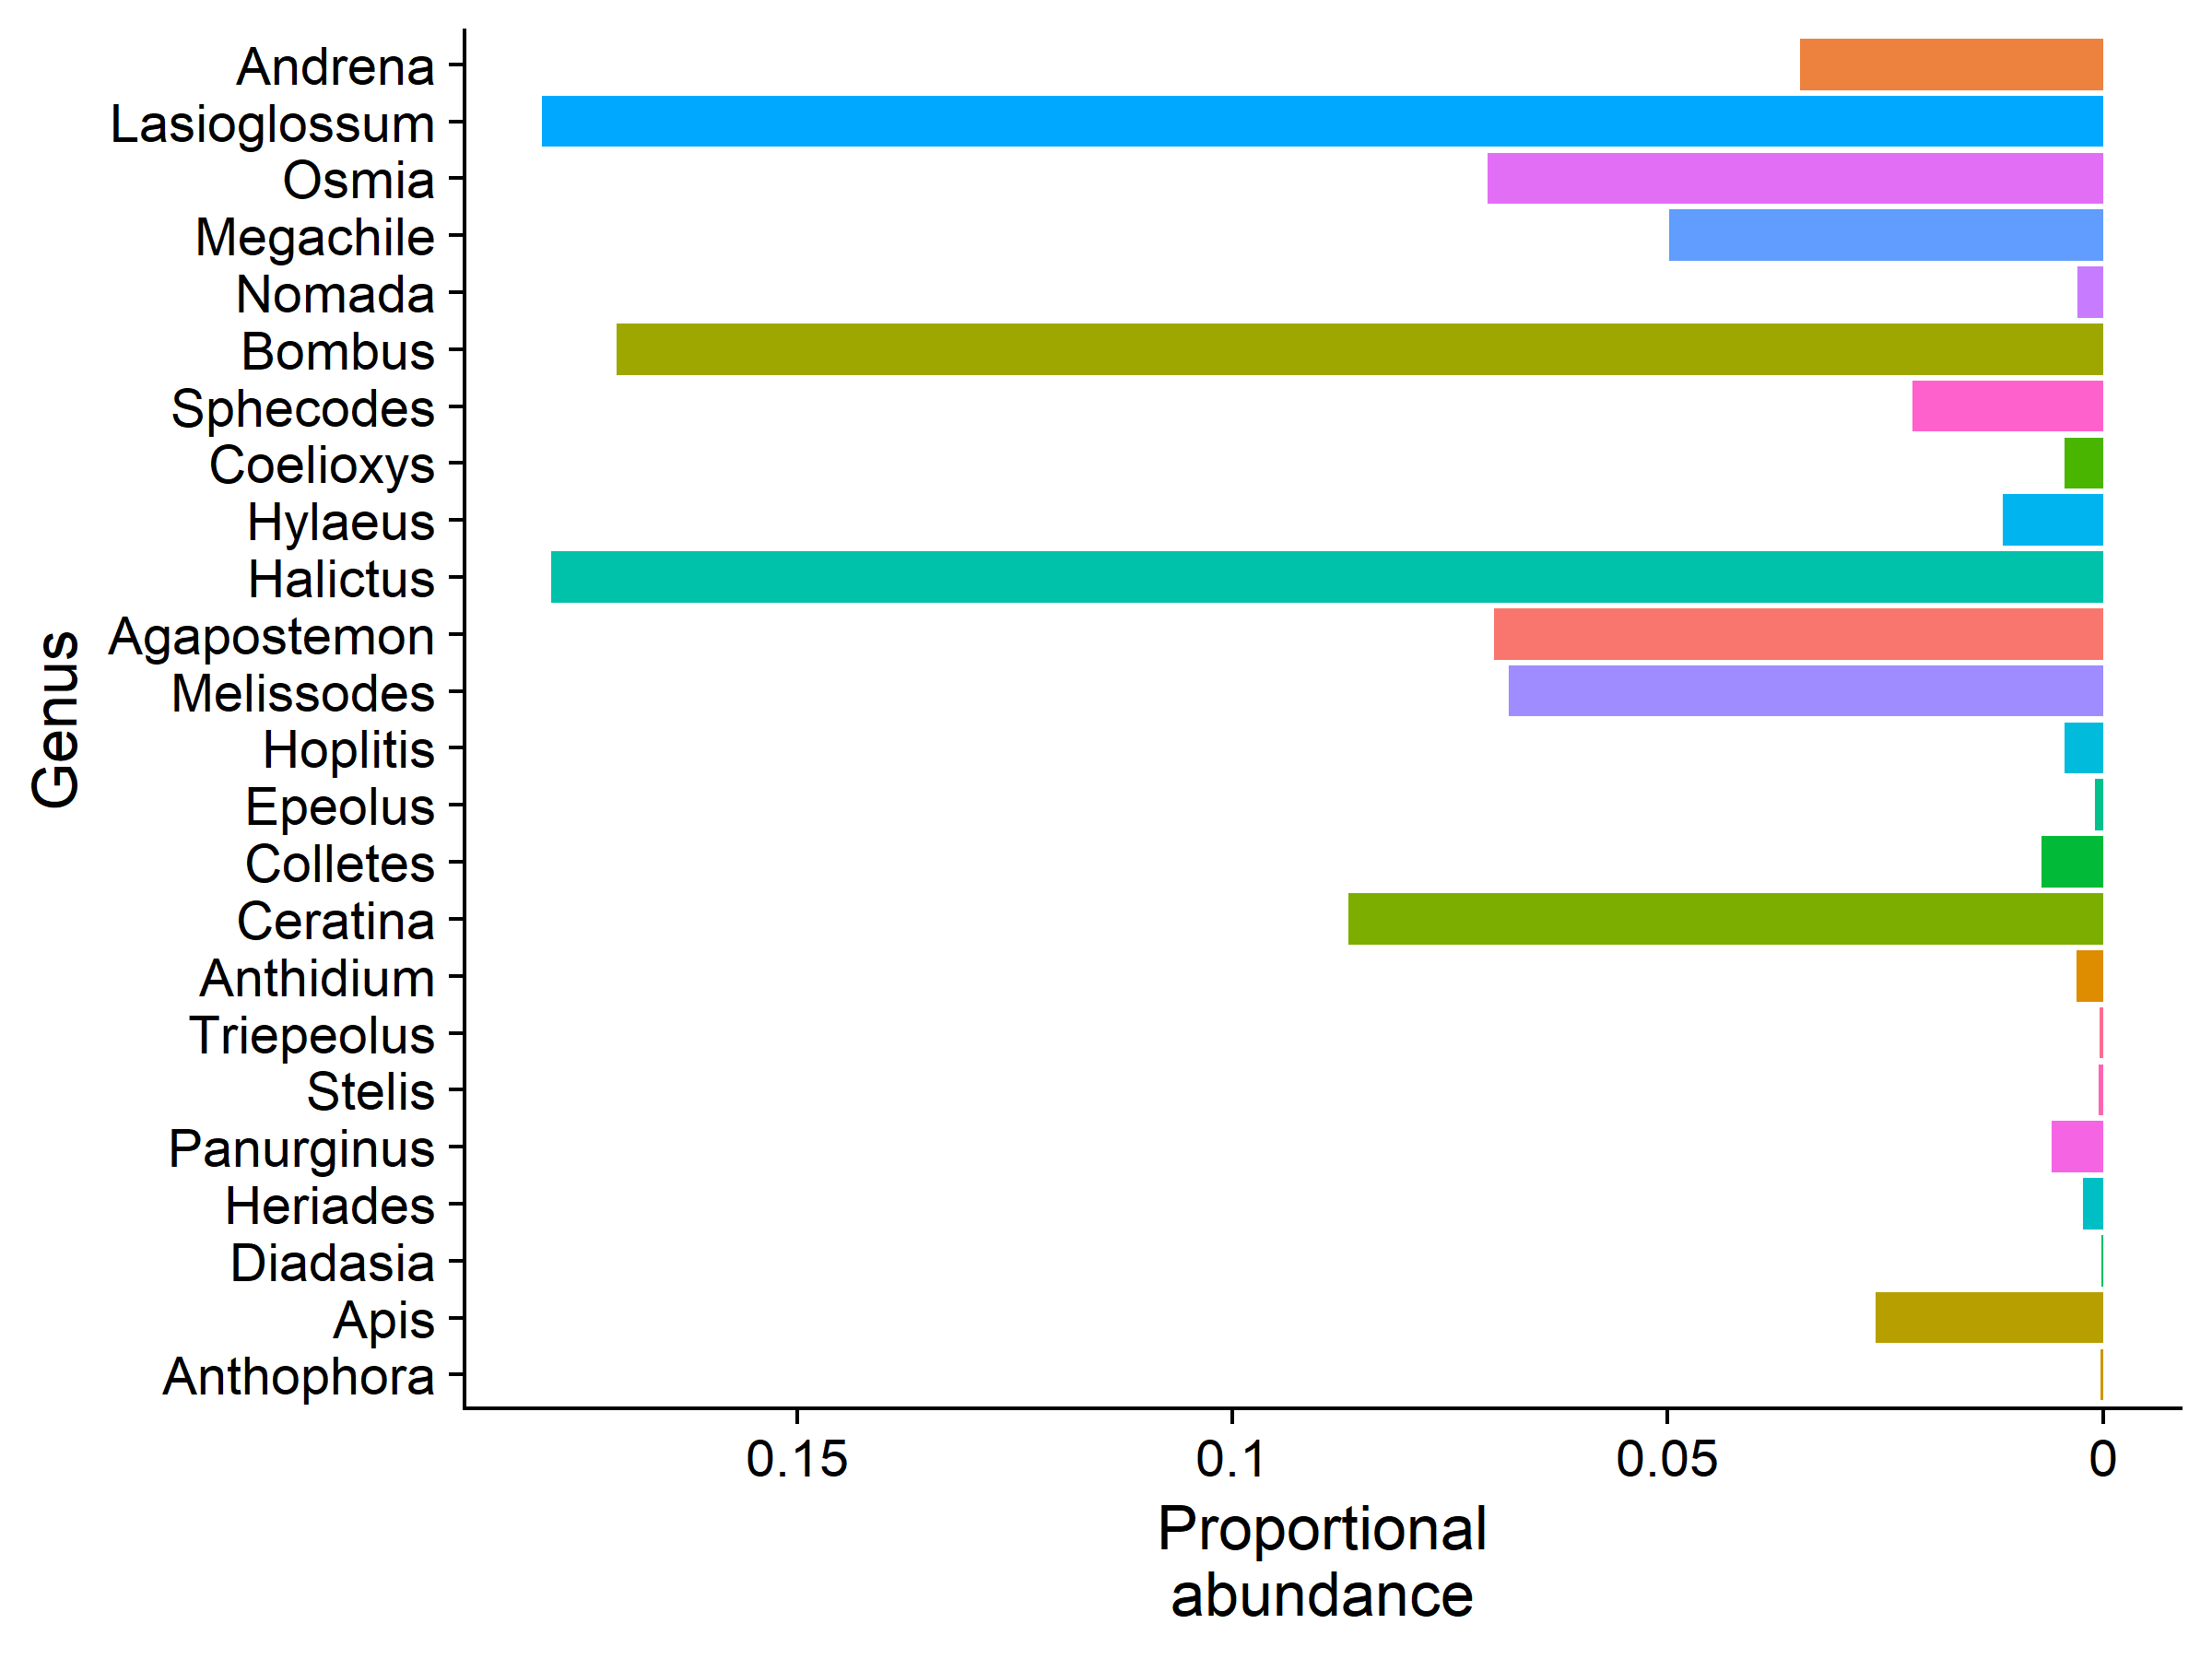 Genus
Andrena
Lasioglossum
Osmia
Megachile
Nomada
Bombus
Sphecodes
Coelioxys
Hylaeus
Halictus
Agapostemon
Melissodes
Hoplitis
Epeolus
Colletes
Ceratina
Anthidium
Triepeolus
Stelis
Panurginus
Heriades
Diadasia
Apis
Anthophora
0.15 0.1 0.05 0
Proportional
abundance